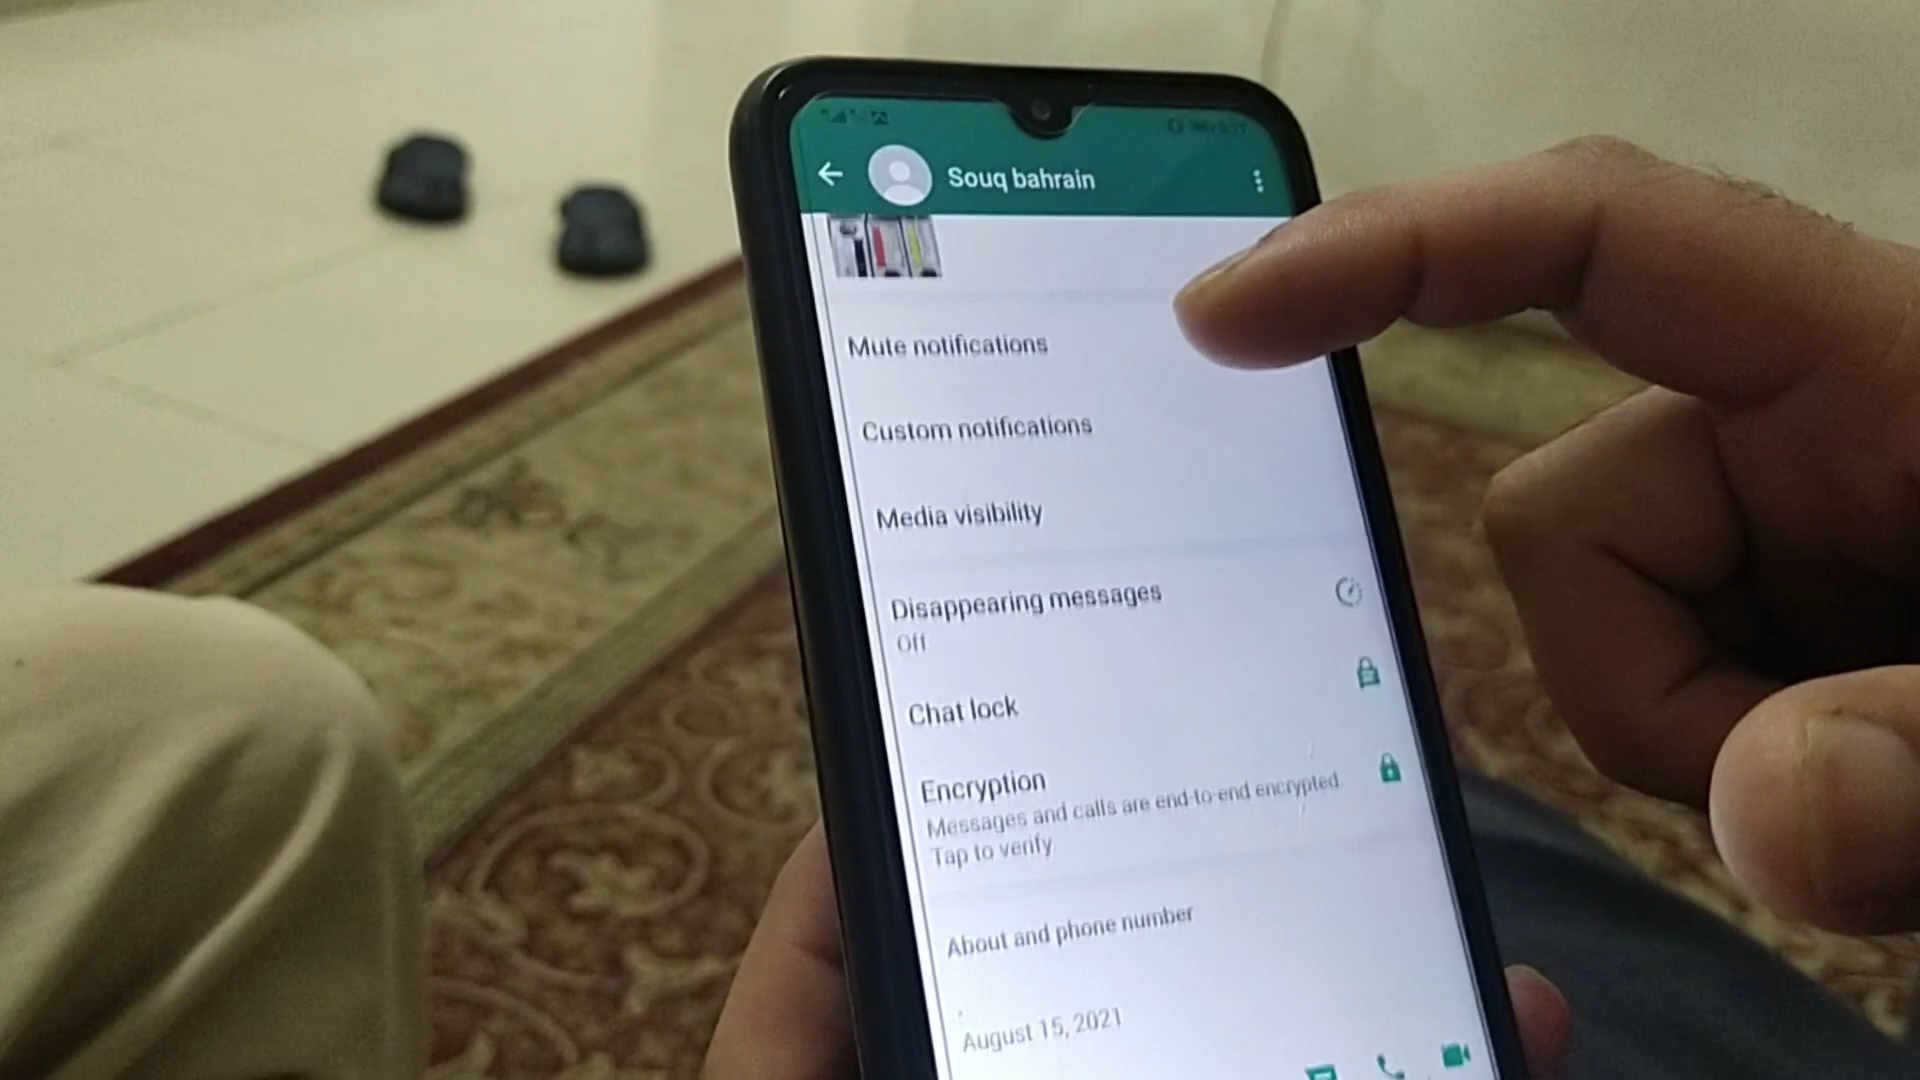 Souq bahrain
Mute notifications
Custom notifications
Media visibility
Disappearing messages
Off
Chat lock
Encryption
Messages and calls are end-to-end encrypted.
Tap to verify.
About and phone number
.
August 15, 2021